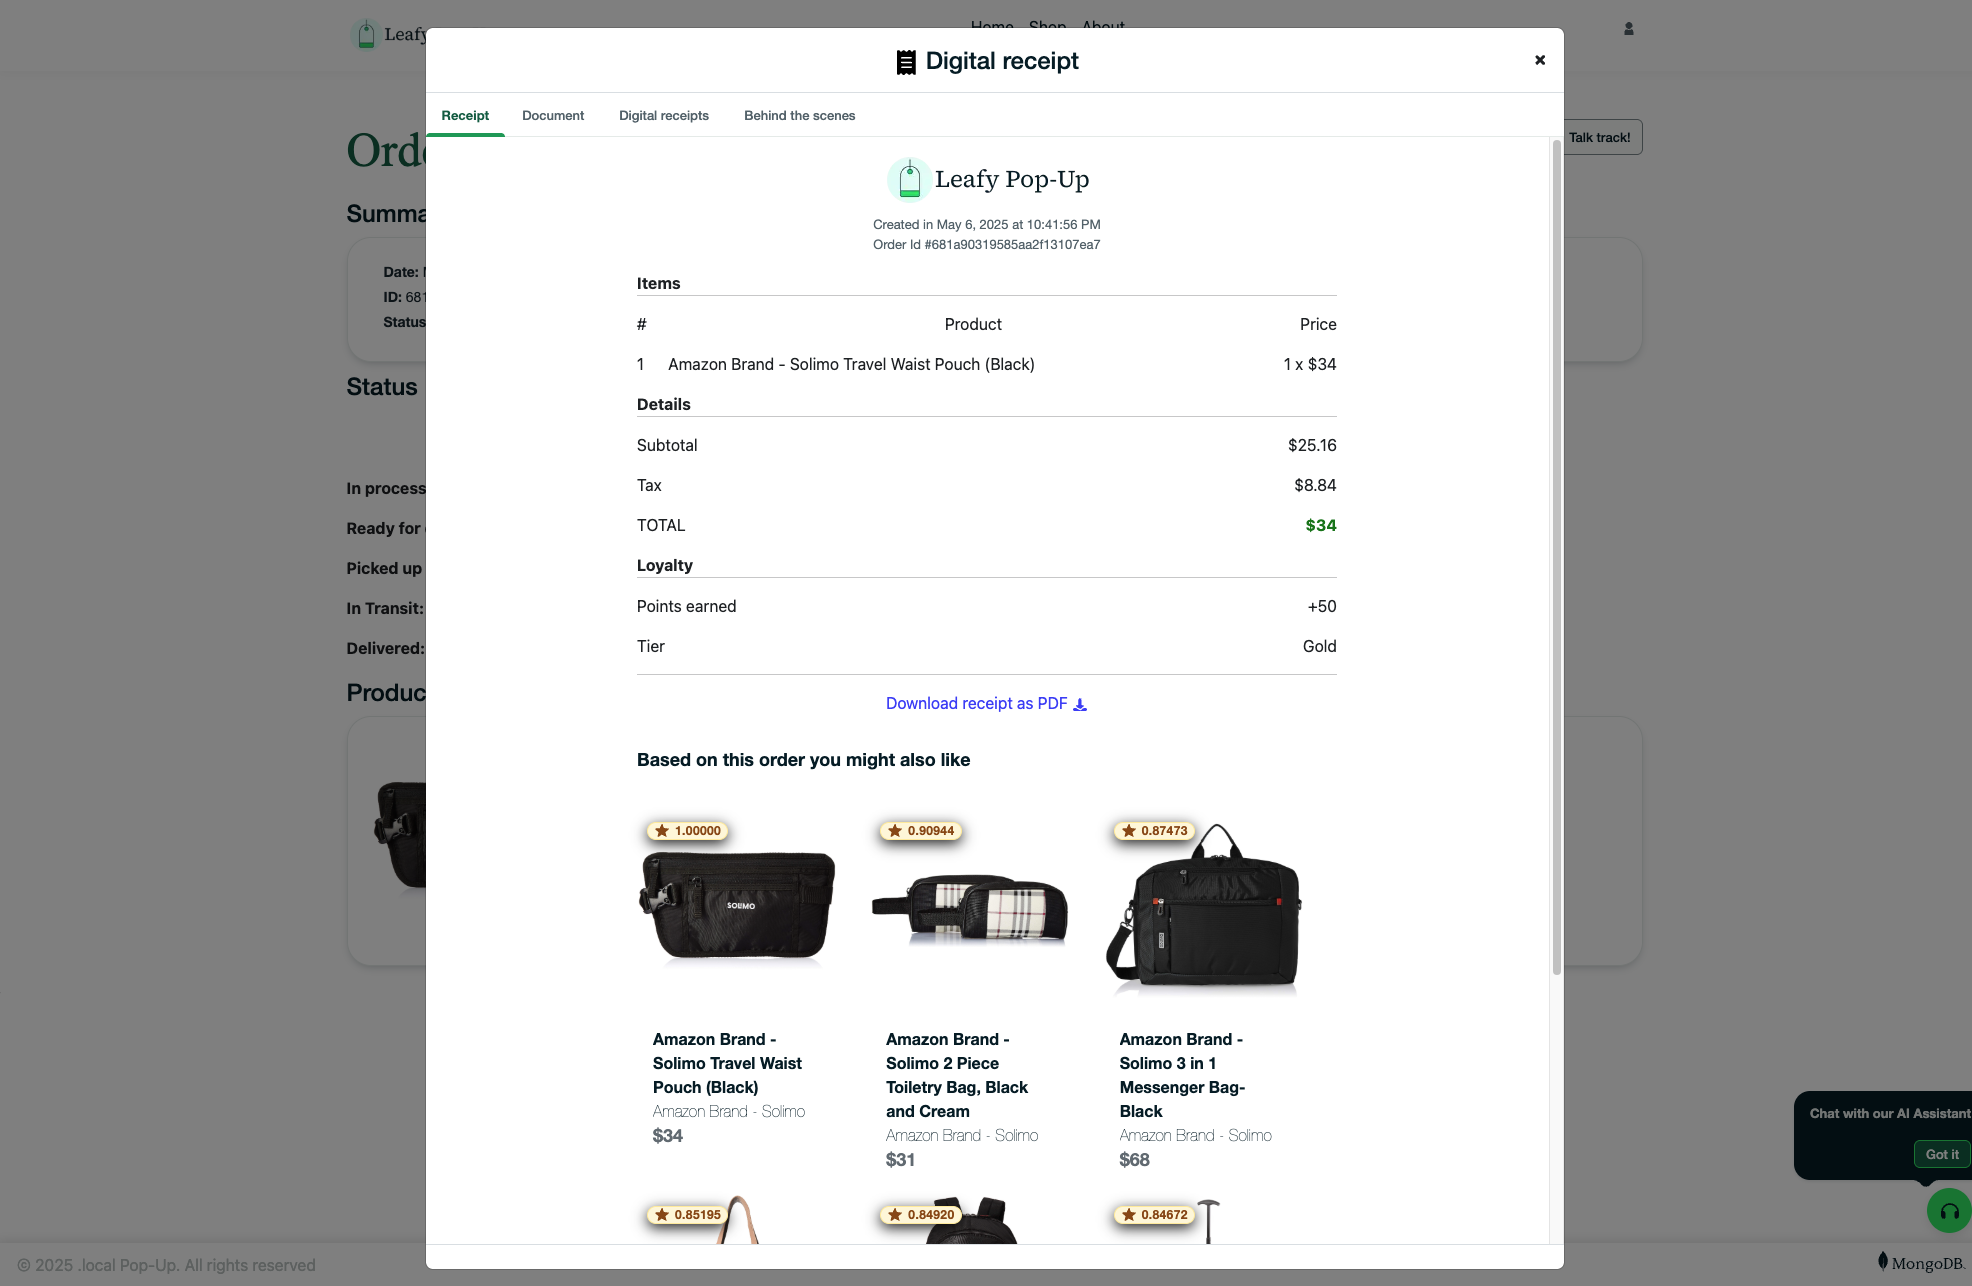 Leafy
Home Shop About
Digital receipt
Receipt Document Digital receipts Behind the scenes
Talk track!
Leafy Pop-Up
Created in May 6, 2025 at 10:41:56 PM
Order Id #681a90319585aa2f13107ea7
Summa
Date:
ID: 681
Status
Items
# Product Price
1 Amazon Brand - Solimo Travel Waist Pouch (Black) 1 x $34
Details
Subtotal $25.16
Tax $8.84
TOTAL $34
Loyalty
Points earned +50
Tier Gold
Download receipt as PDF
Status
In process
Ready for
Picked up
In Transit:
Delivered:
Produc
Based on this order you might also like
1.00000
SOLIMO
Amazon Brand -
Solimo Travel Waist
Pouch (Black)
Amazon Brand - Solimo
$34
0.90944
Amazon Brand -
Solimo 2 Piece
Toiletry Bag, Black
and Cream
Amazon Brand - Solimo
$31
0.87473
Amazon Brand -
Solimo 3 in 1
Messenger Bag-
Black
Amazon Brand - Solimo
$68
0.85195
0.84920
0.84672
Chat with our AI Assistant
Got it
© 2025 .local Pop-Up. All rights reserved
MongoDB.